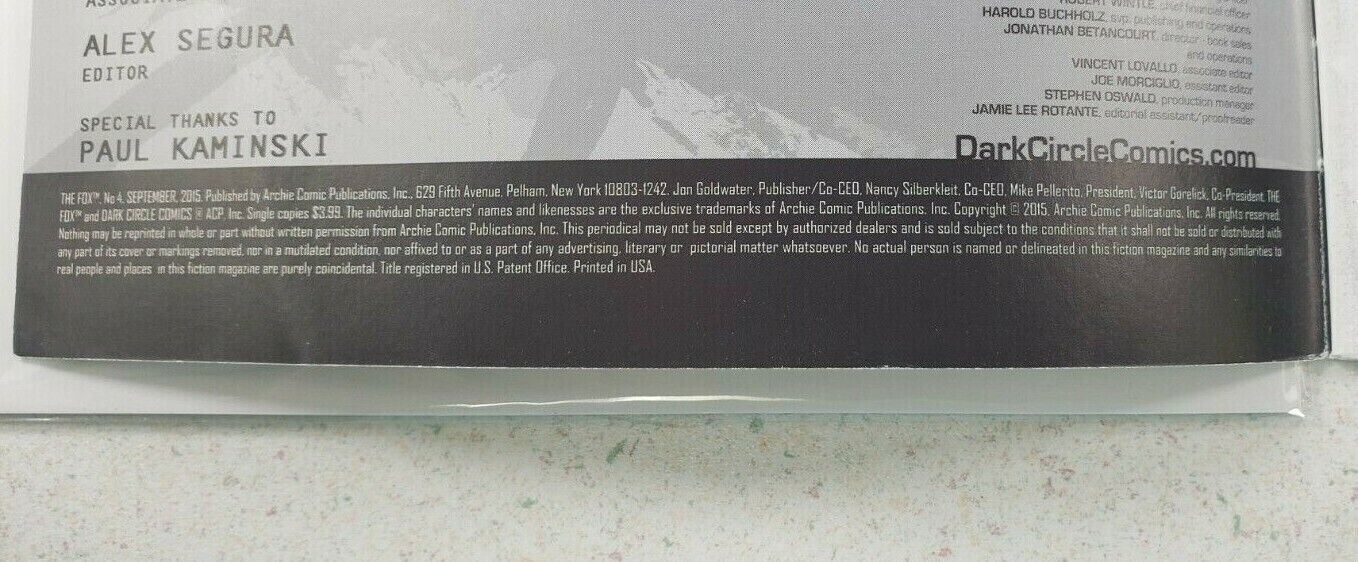 ALEX SEGURA
EDITOR
SPECIAL THANKS TO
PAUL KAMINSKI
ROBERT WINTLE, chief financial officer
HAROLD BUCHHOLZ, svp, publishing and operations
JONATHAN BETANCOURT, director - book sales
and operations
VINCENT LOVALLO, associate editor
JOE MORCIGLIO, assistant editor
STEPHEN OSWALD, production manager
JAMIE LEE ROTANTE, editorial assistant/proofreader
DarkCircleComics.com
THE FOX™, No 4, SEPTEMBER, 2015. Published by Archie Comic Publications, Inc., 629 Fifth Avenue, Pelham, New York 10803-1242. Jon Goldwater, Publisher/Co-CEO, Nancy Silberkleit, Co-CEO, Mike Pellerito, President, Victor Gorelick, Co-President. THE
FOX™ and DARK CIRCLE COMICS ® ACP, Inc. Single copies $3.99. The individual characters' names and likenesses are the exclusive trademarks of Archie Comic Publications, Inc. Copyright © 2015, Archie Comic Publications, Inc. All rights reserved.
Nothing may be reprinted in whole or part without written permission from Archie Comic Publications, Inc. This periodical may not be sold except by authorized dealers and is sold subject to the conditions that it shall not be sold or distributed with
any part of its cover or markings removed, nor in a mutilated condition, nor affixed to or as a part of any advertising, literary or pictorial matter whatsoever. No actual person is named or delineated in this fiction magazine and any similarities to
real people and places in this fiction magazine are purely coincidental. Title registered in U.S. Patent Office. Printed in USA.